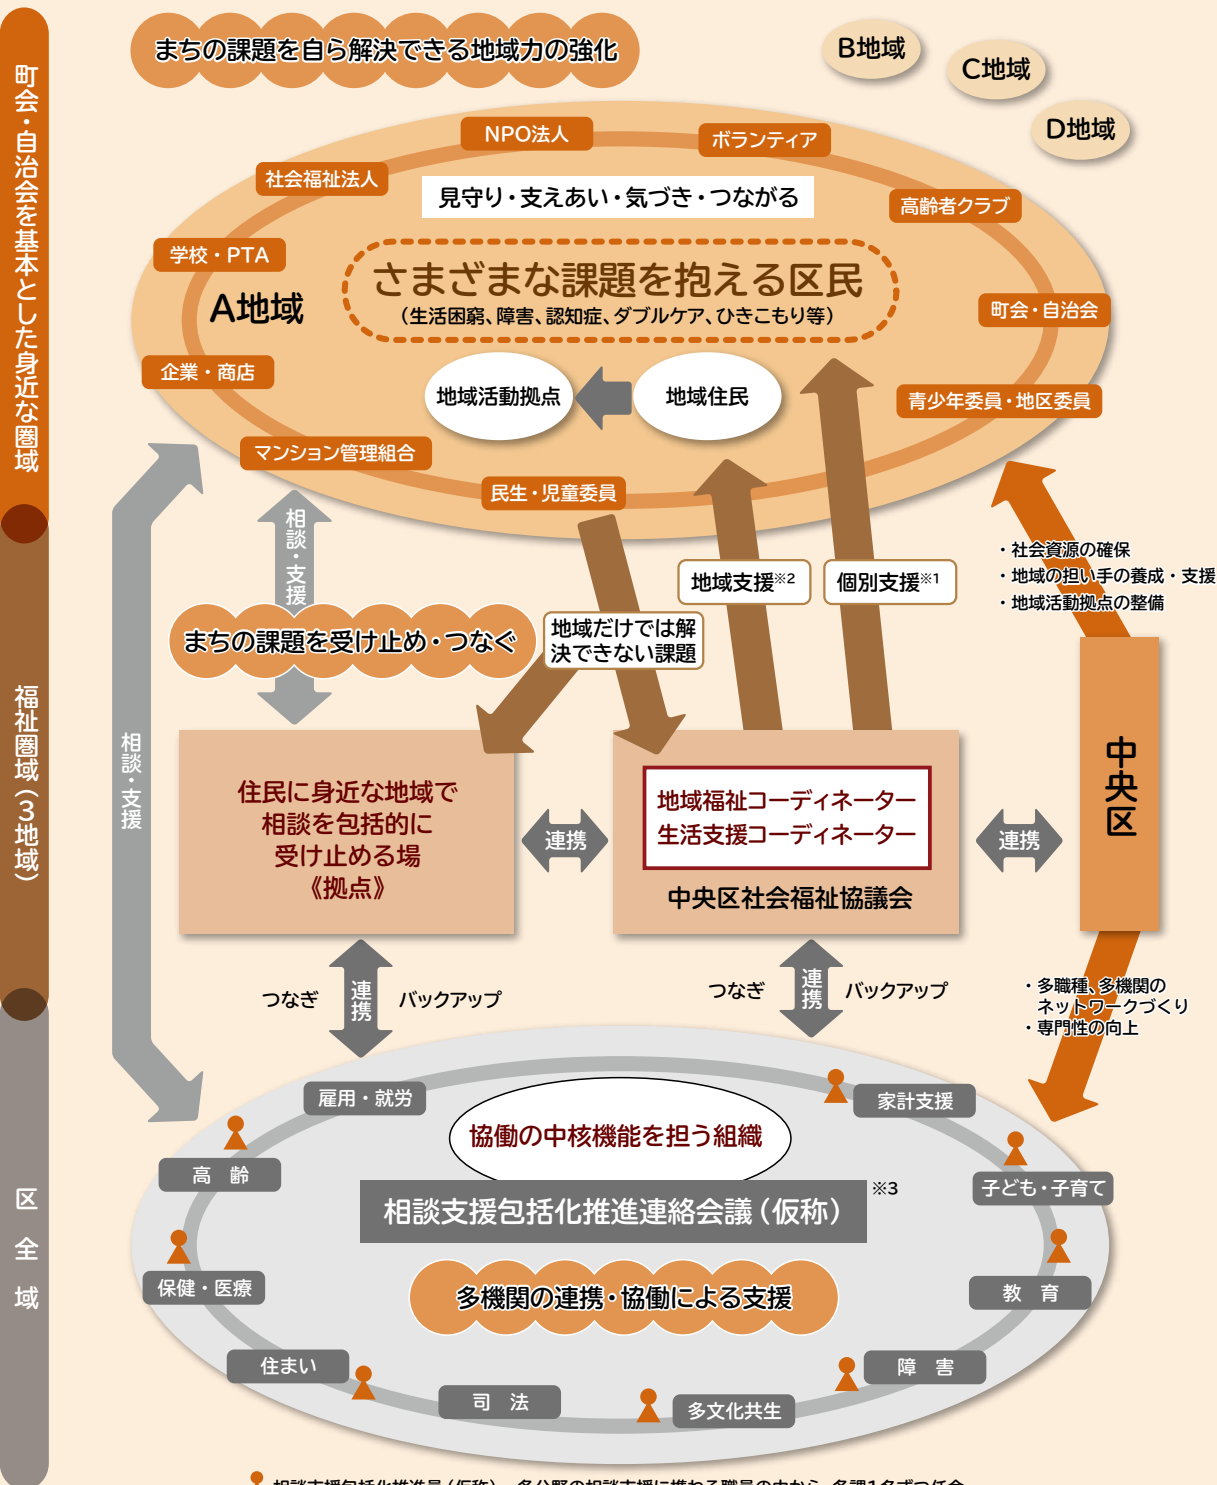 まちの課題を自ら解決できる地域力の強化
B地域
C地域
D地域
町会・自治会を基本とした身近な圏域
NPO法人
ボランティア
社会福祉法人
見守り・支えあい・気づき・つながる
高齢者クラブ
学校・PTA
さまざまな課題を抱える区民
(生活困窮、障害、認知症、ダブルケア、ひきこもり等)
A地域
町会・自治会
企業・商店
地域活動拠点
地域住民
青少年委員・地区委員
マンション管理組合
民生・児童委員
相談・支援
地域支援※2
個別支援※1
・社会資源の確保
・地域の担い手の養成・支援
・地域活動拠点の整備
まちの課題を受け止め・つなぐ
地域だけでは解
決できない課題
福祉圏域(3地域)
相談・支援
住民に身近な地域で
相談を包括的に
受け止める場
《拠点》
連携
地域福祉コーディネーター
生活支援コーディネーター
中央区社会福祉協議会
連携
中央区
つなぎ
連携
バックアップ
つなぎ
連携
バックアップ
・多職種、多機関の
ネットワークづくり
・専門性の向上
区全域
雇用・就労
家計支援
協働の中核機能を担う組織
高 齢
子ども・子育て
相談支援包括化推進連絡会議(仮称)
※3
保健・医療
教 育
多機関の連携・協働による支援
住まい
障 害
司 法
多文化共生